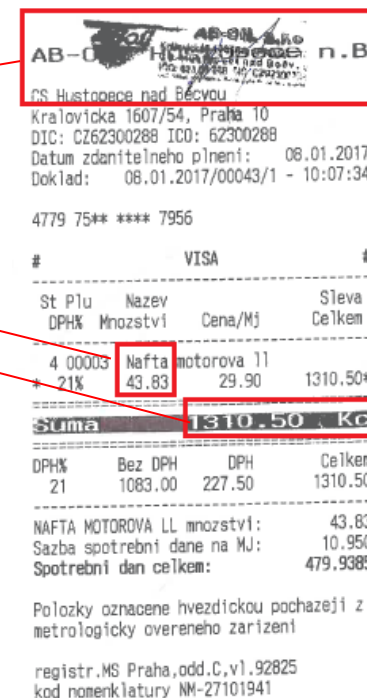 AB-O n.B
CS Hustopece nad Becvou
Kralovicka 1607/54, Praha 10
DIC: CZ62300288 ICO: 62300288
Datum zdanitelneho plneni: 08.01.2017
Doklad: 08.01.2017/00043/1 - 10:07:34
4779 75** **** 7956
# VISA #
St Plu Nazev Sleva
DPH% Mnozstvi Cena/Mj Celkem
4 00003 Nafta motorova ll
* 21% 43.83 29.90 1310.50*
Suma 1310.50 Kc
DPH% Bez DPH DPH Celkem
21 1083.00 227.50 1310.50
NAFTA MOTOROVA LL mnozstvi: 43.83
Sazba spotrebni dane na MJ: 10.950
Spotrebni dan celkem: 479.9385
Polozky oznacene hvezdickou pochazeji z
metrologicky overeneho zarizeni
registr.MS Praha,odd.C,vl.92825
kod nomenklatury NM-27101941